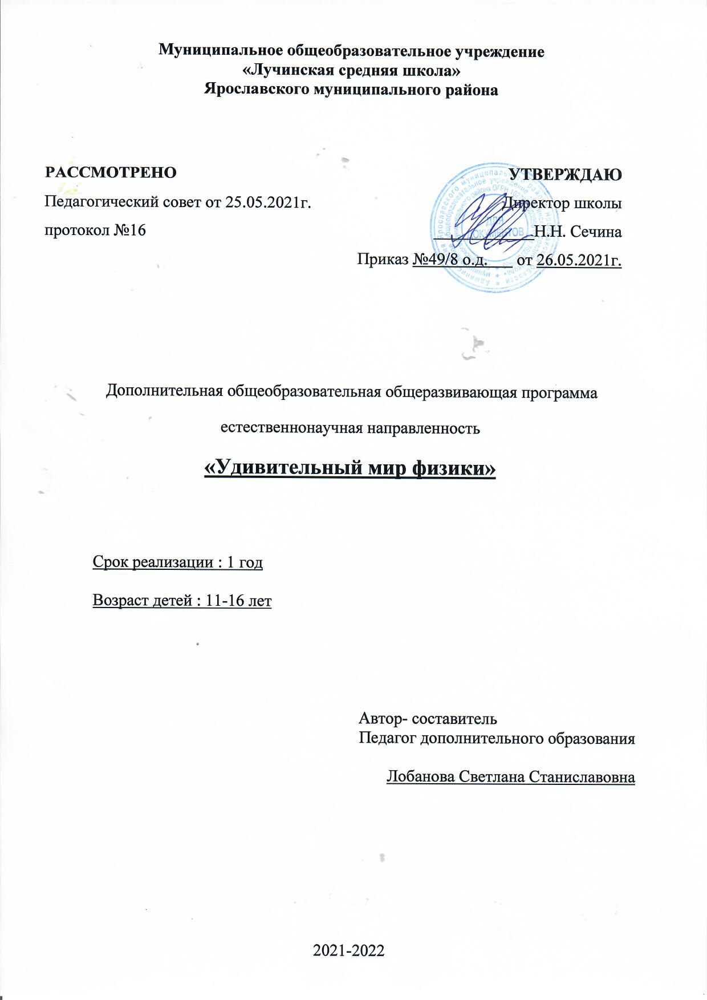 Муниципальное общеобразовательное учреждение
«Лучинская средняя школа»
Ярославского муниципального района
РАССМОТРЕНО
Педагогический совет от 25.05.2021г.
протокол №16
УТВЕРЖДАЮ
Директор школы
Н.Н. Сечина
Приказ №49/8 о.д. от 26.05.2021г.
ДЛЯ
ДОКУМЕНТОВ
Дополнительная общеобразовательная общеразвивающая программа
естественнонаучная направленность
«Удивительный мир физики»
Срок реализации : 1 год
Возраст детей : 11-16 лет
Автор- составитель
Педагог дополнительного образования
Лобанова Светлана Станиславовна
2021-2022